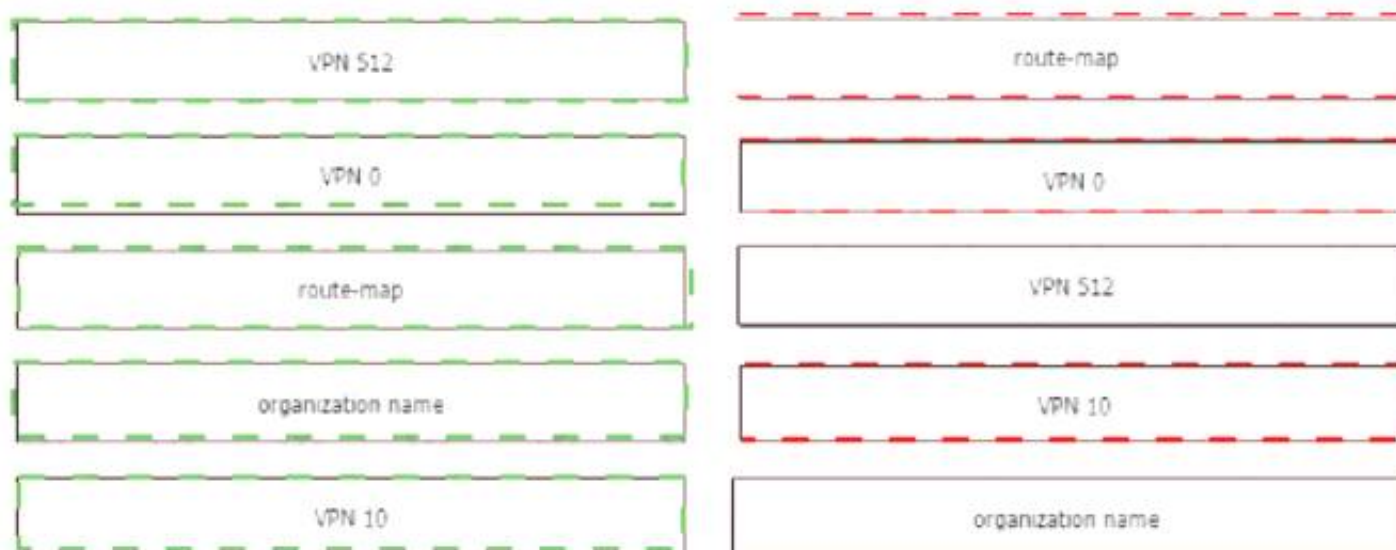 VPN 512
VPN 0
route-map
organization name
VPN 10
route-map
VPN 0
VPN 512
VPN 10
organization name